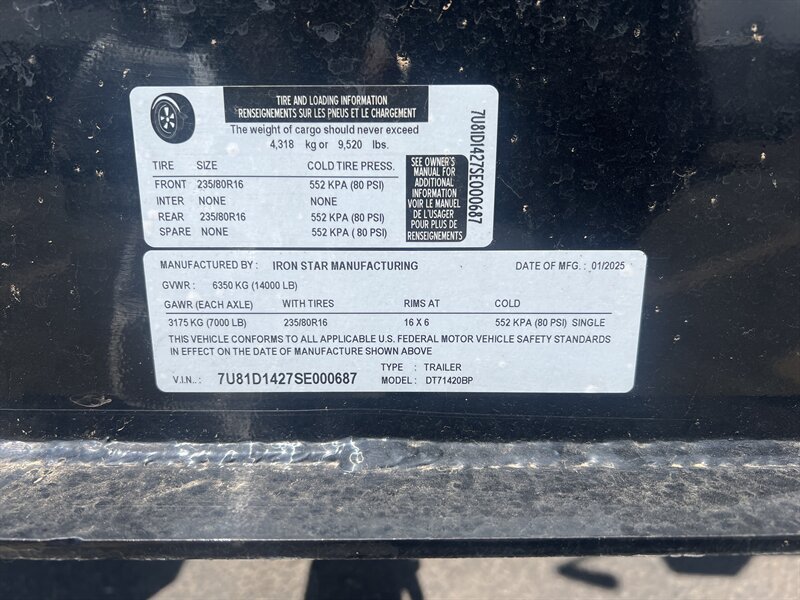 TIRE AND LOADING INFORMATION
RENSEIGNEMENTS SUR LES PNEUS ET LE CHARGEMENT
The weight of cargo should never exceed
4,318 kg or 9,520 lbs.
TIRE SIZE COLD TIRE PRESS.
FRONT 235/80R16 552 KPA (80 PSI)
INTER NONE NONE
REAR 235/80R16 552 KPA (80 PSI)
SPARE NONE 552 KPA ( 80 PSI)
SEE OWNER'S
MANUAL FOR
ADDITIONAL
INFORMATION
VOIR LE MANUEL
DE L'USAGER
POUR PLUS DE
RENSEIGNEMENTS
7U81D1427SE000687
MANUFACTURED BY : IRON STAR MANUFACTURING DATE OF MFG. : 01/2025
GVWR : 6350 KG (14000 LB)
GAWR (EACH AXLE) WITH TIRES RIMS AT COLD
3175 KG (7000 LB) 235/80R16 16 X 6 552 KPA (80 PSI) SINGLE
THIS VEHICLE CONFORMS TO ALL APPLICABLE U.S. FEDERAL MOTOR VEHICLE SAFETY STANDARDS
IN EFFECT ON THE DATE OF MANUFACTURE SHOWN ABOVE
TYPE : TRAILER
V.I.N.. : 7U81D1427SE000687 MODEL : DT71420BP